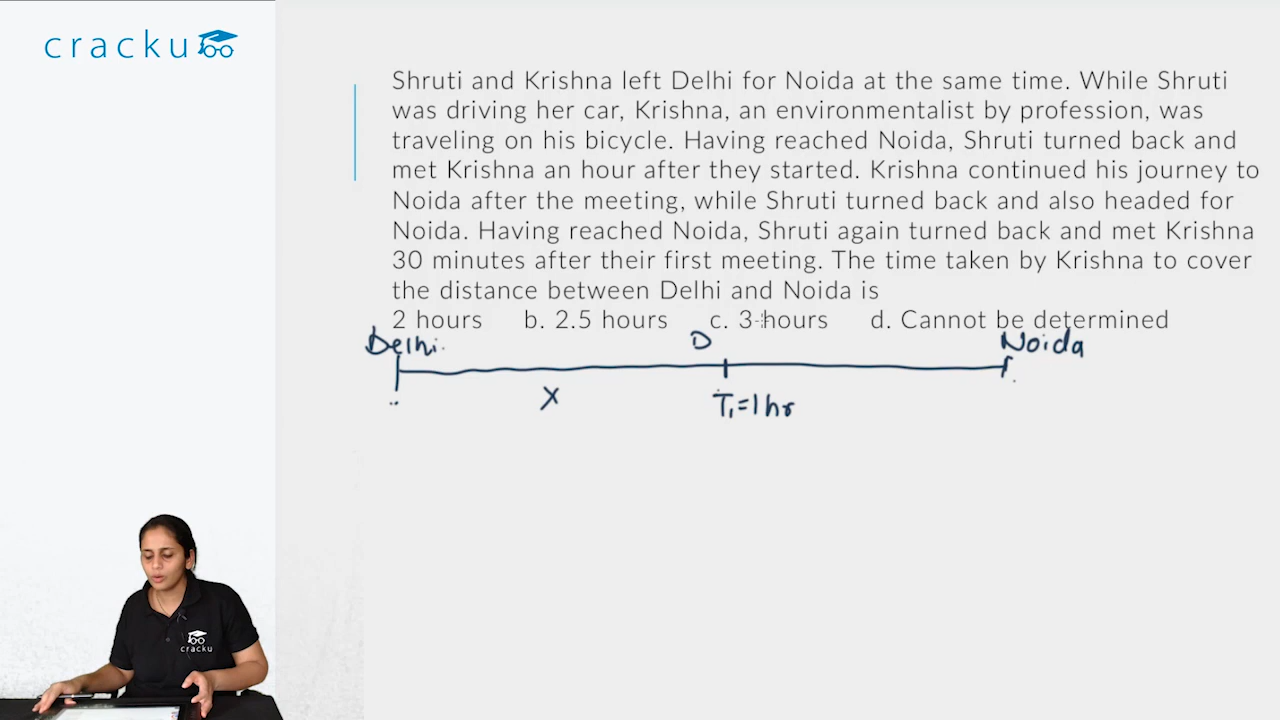 cracku
Shruti and Krishna left Delhi for Noida at the same time. While Shruti
was driving her car, Krishna, an environmentalist by profession, was
traveling on his bicycle. Having reached Noida, Shruti turned back and
met Krishna an hour after they started. Krishna continued his journey to
Noida after the meeting, while Shruti turned back and also headed for
Noida. Having reached Noida, Shruti again turned back and met Krishna
30 minutes after their first meeting. The time taken by Krishna to cover
the distance between Delhi and Noida is
2 hours b. 2.5 hours c. 3 hours d. Cannot be determined
Delhi D Noida
X T₁=1hr
cracku